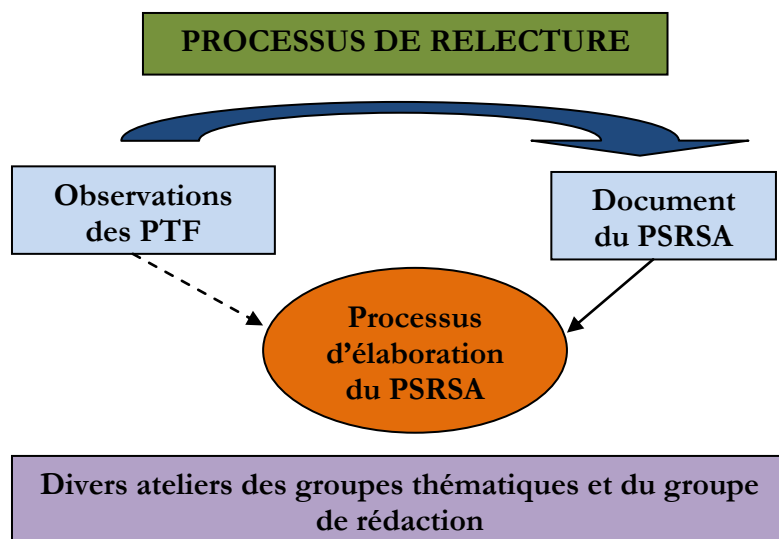 PROCESSUS DE RELECTURE
Observations
des PTF
Document
du PSRSA
Processus
d’élaboration
du PSRSA
Divers ateliers des groupes thématiques et du groupe
de rédaction